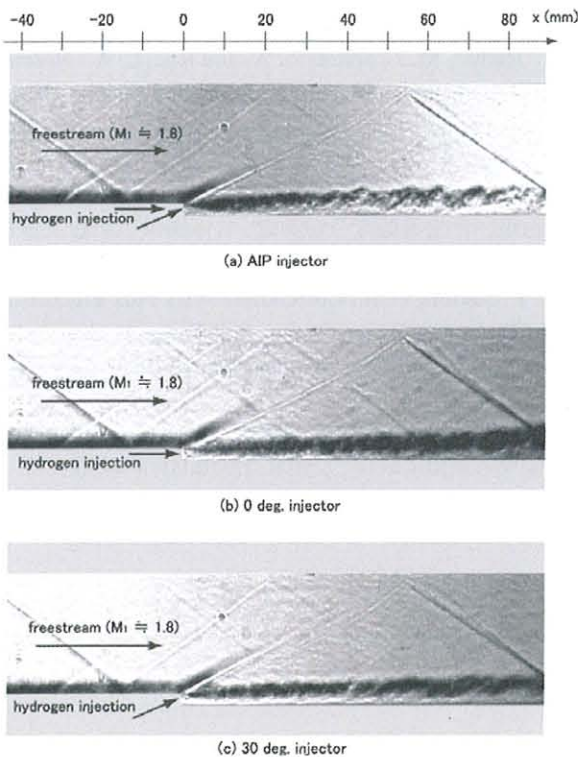 -40 -20 0 20 40 60 80 x (mm)
freestream (M₁ ≒ 1.8)
hydrogen injection
(a) AIP injector
freestream (M₁ ≒ 1.8)
hydrogen injection
(b) 0 deg. injector
freestream (M₁ ≒ 1.8)
hydrogen injection
(c) 30 deg. injector